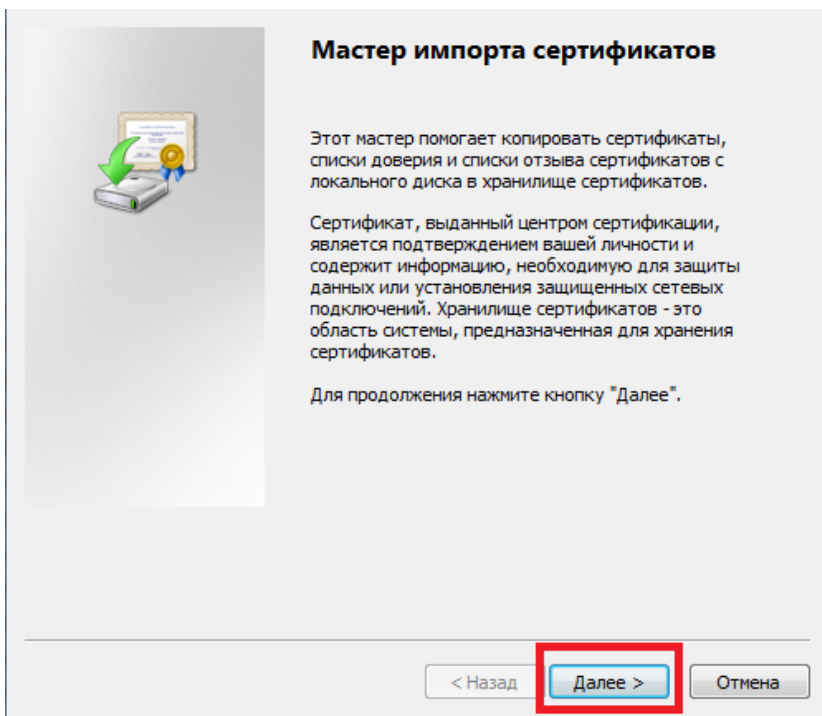 Мастер импорта сертификатов
Этот мастер помогает копировать сертификаты,
списки доверия и списки отзыва сертификатов с
локального диска в хранилище сертификатов.
Сертификат, выданный центром сертификации,
является подтверждением вашей личности и
содержит информацию, необходимую для защиты
данных или установления защищенных сетевых
подключений. Хранилище сертификатов - это
область системы, предназначенная для хранения
сертификатов.
Для продолжения нажмите кнопку "Далее".
< Назад Далее > Отмена